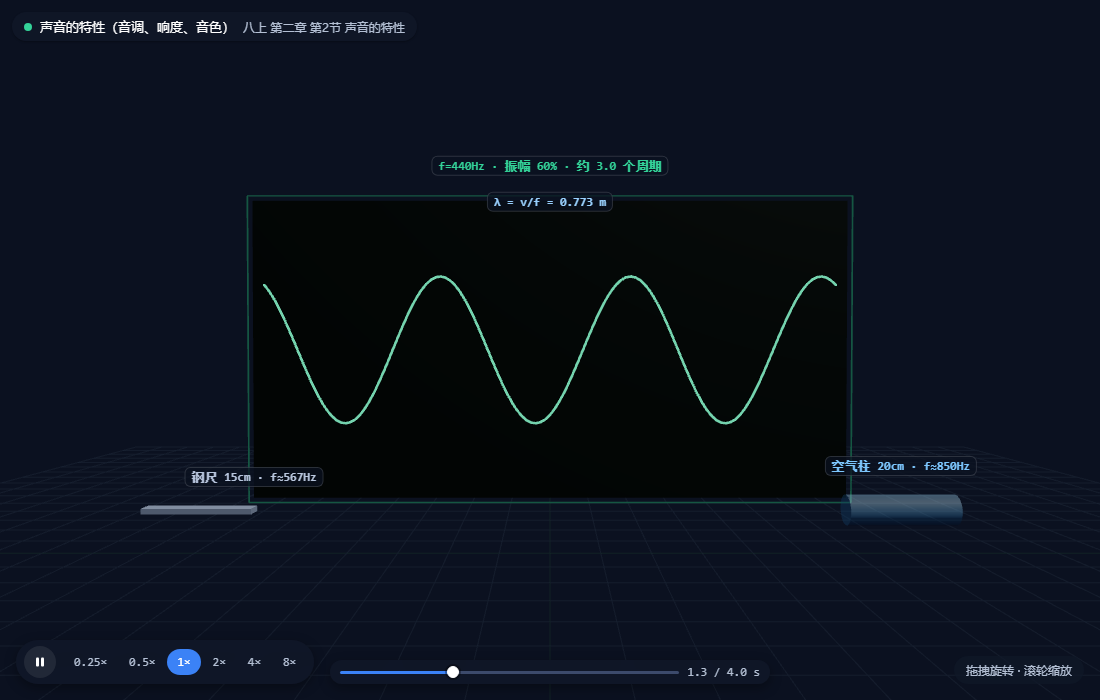 声音的特性（音调、响度、音色） 八上 第二章 第2节 声音的特性
f=440Hz · 振幅 60% · 约 3.0 个周期
λ = v/f = 0.773 m
空气柱 20cm · f≈850Hz
钢尺 15cm · f≈567Hz
0.25× 0.5× 1× 2× 4× 8× 1.3 / 4.0 s 拖拽旋转 · 滚轮缩放